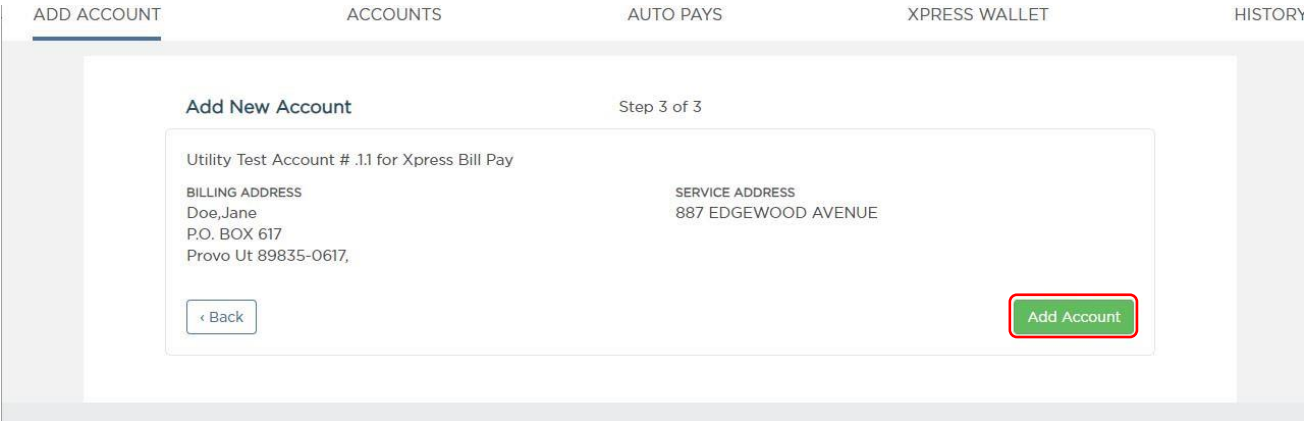 ADD ACCOUNT ACCOUNTS AUTO PAYS XPRESS WALLET HISTORY
Add New Account Step 3 of 3
Utility Test Account # .1.1 for Xpress Bill Pay
BILLING ADDRESS SERVICE ADDRESS
Doe,Jane 887 EDGEWOOD AVENUE
P.O. BOX 617
Provo Ut 89835-0617,
‹ Back Add Account